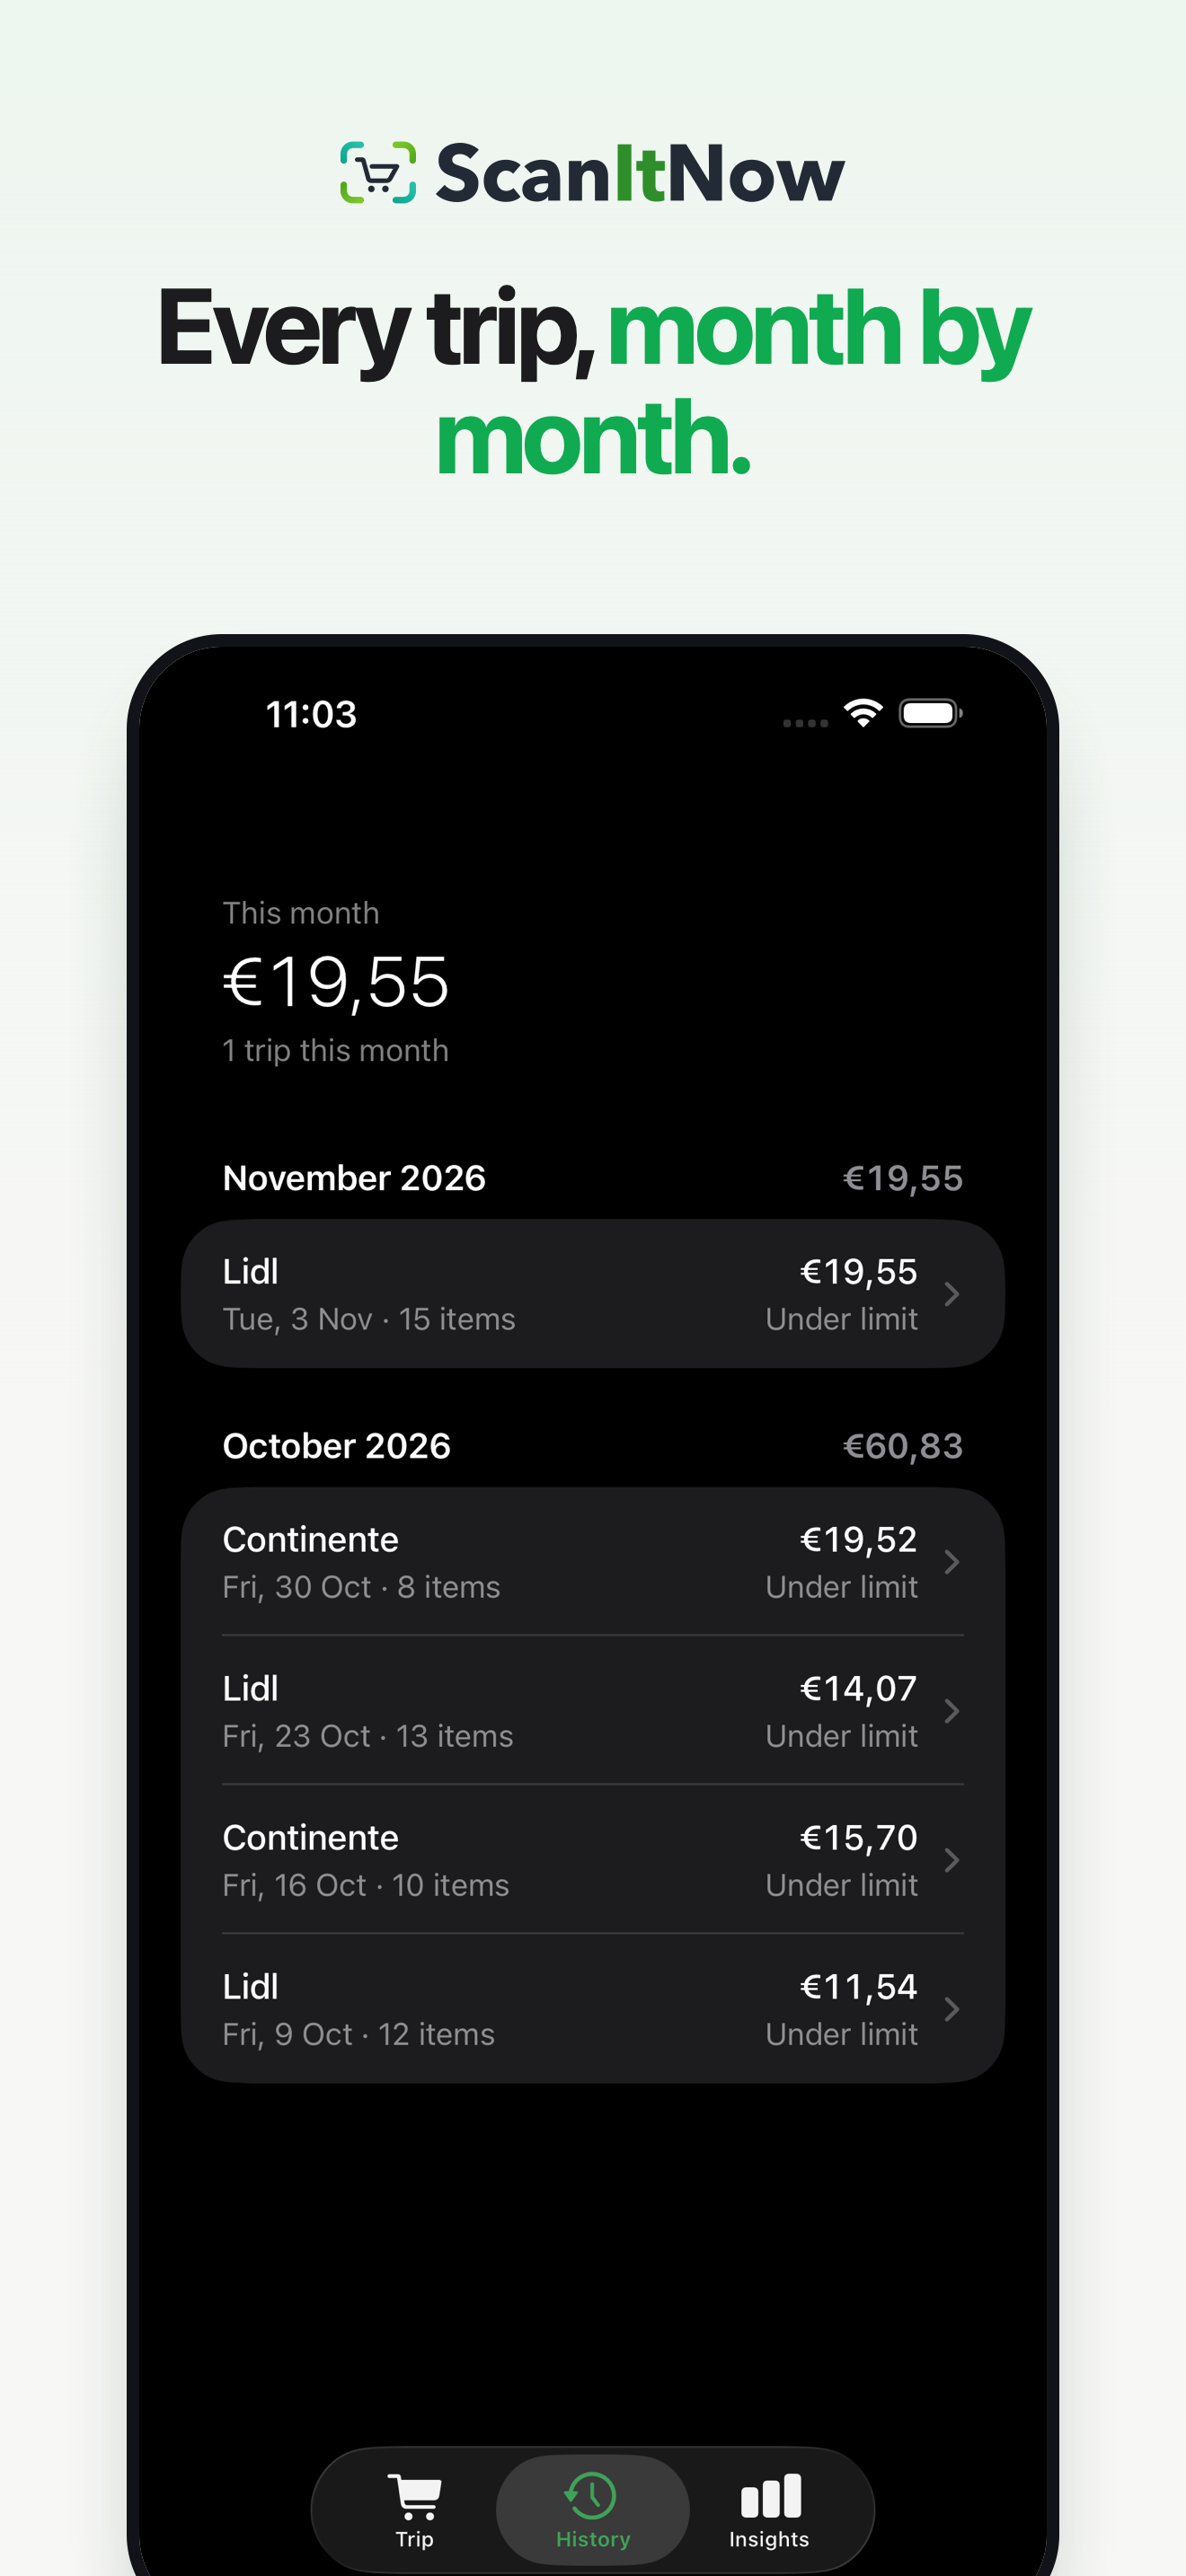 ScanItNow
Every trip, month by
month.
11:03
This month
€19,55
1 trip this month
November 2026 €19,55
Lidl €19,55
Tue, 3 Nov · 15 items Under limit
October 2026 €60,83
Continente €19,52
Fri, 30 Oct · 8 items Under limit
Lidl €14,07
Fri, 23 Oct · 13 items Under limit
Continente €15,70
Fri, 16 Oct · 10 items Under limit
Lidl €11,54
Fri, 9 Oct · 12 items Under limit
Trip History Insights